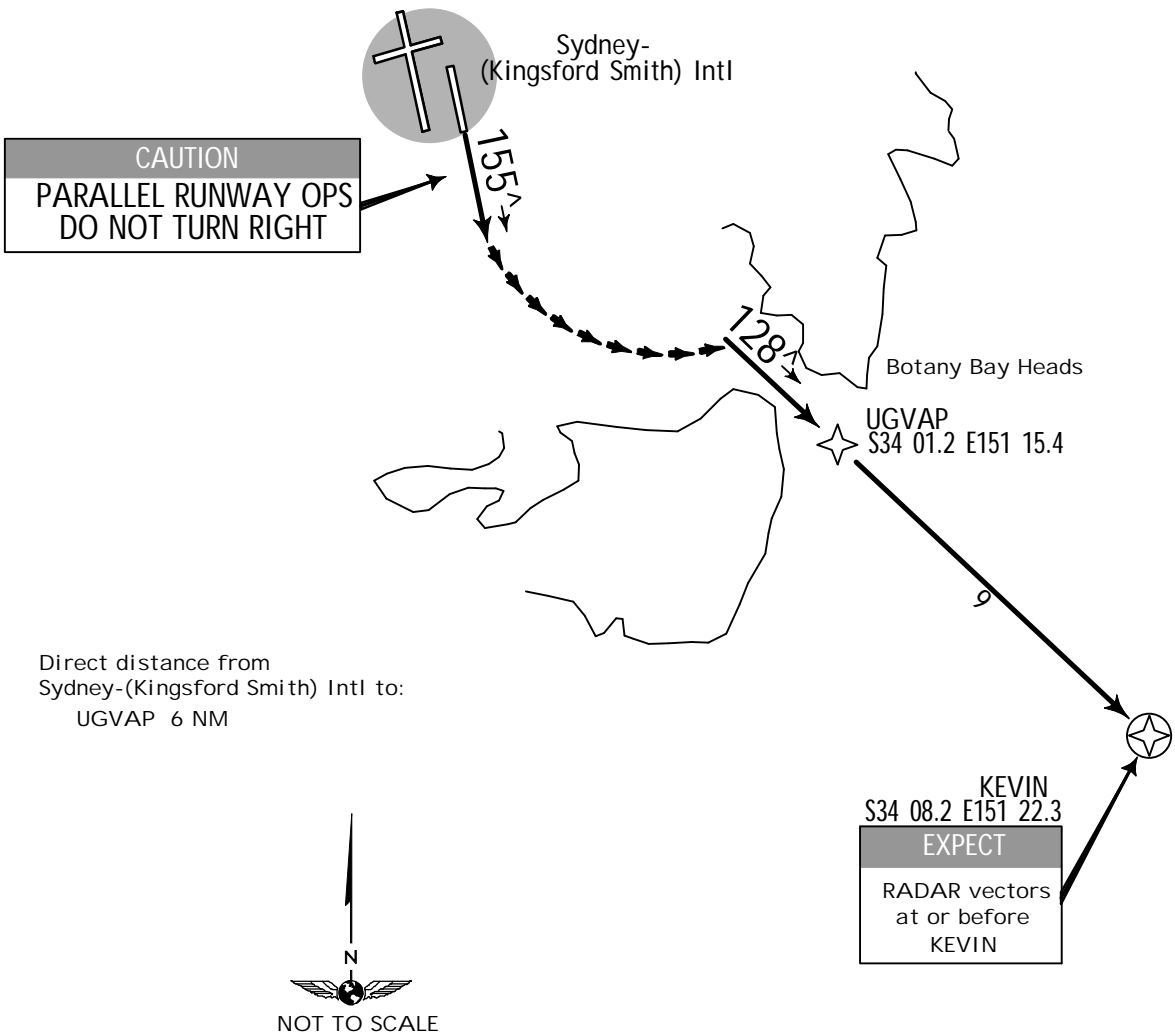 Sydney-
(Kingsford Smith) Intl
CAUTION
PARALLEL RUNWAY OPS
DO NOT TURN RIGHT
155^
128^
Botany Bay Heads
UGVAP
S34 01.2 E151 15.4
9
Direct distance from
Sydney-(Kingsford Smith) Intl to:
UGVAP 6 NM
KEVIN
S34 08.2 E151 22.3
EXPECT
RADAR vectors
at or before
KEVIN
N
NOT TO SCALE